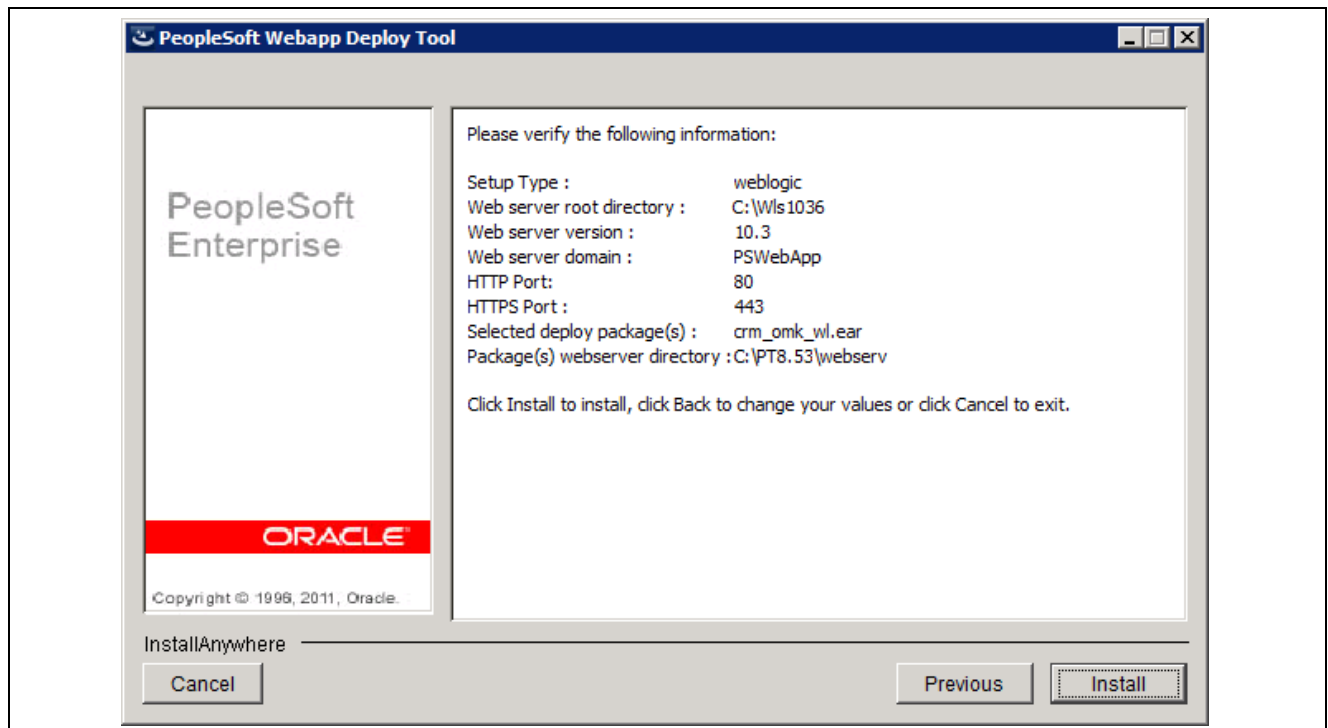 PeopleSoft Webapp Deploy Tool
PeopleSoft
Enterprise
ORACLE
Copyright © 1996, 2011, Oracle.
Please verify the following information:
Setup Type : weblogic
Web server root directory : C:\Wls1036
Web server version : 10.3
Web server domain : PSWebApp
HTTP Port: 80
HTTPS Port : 443
Selected deploy package(s) : crm_omk_wl.ear
Package(s) webserver directory :C:\PT8.53\webserv
Click Install to install, click Back to change your values or click Cancel to exit.
InstallAnywhere
Cancel
Previous
Install